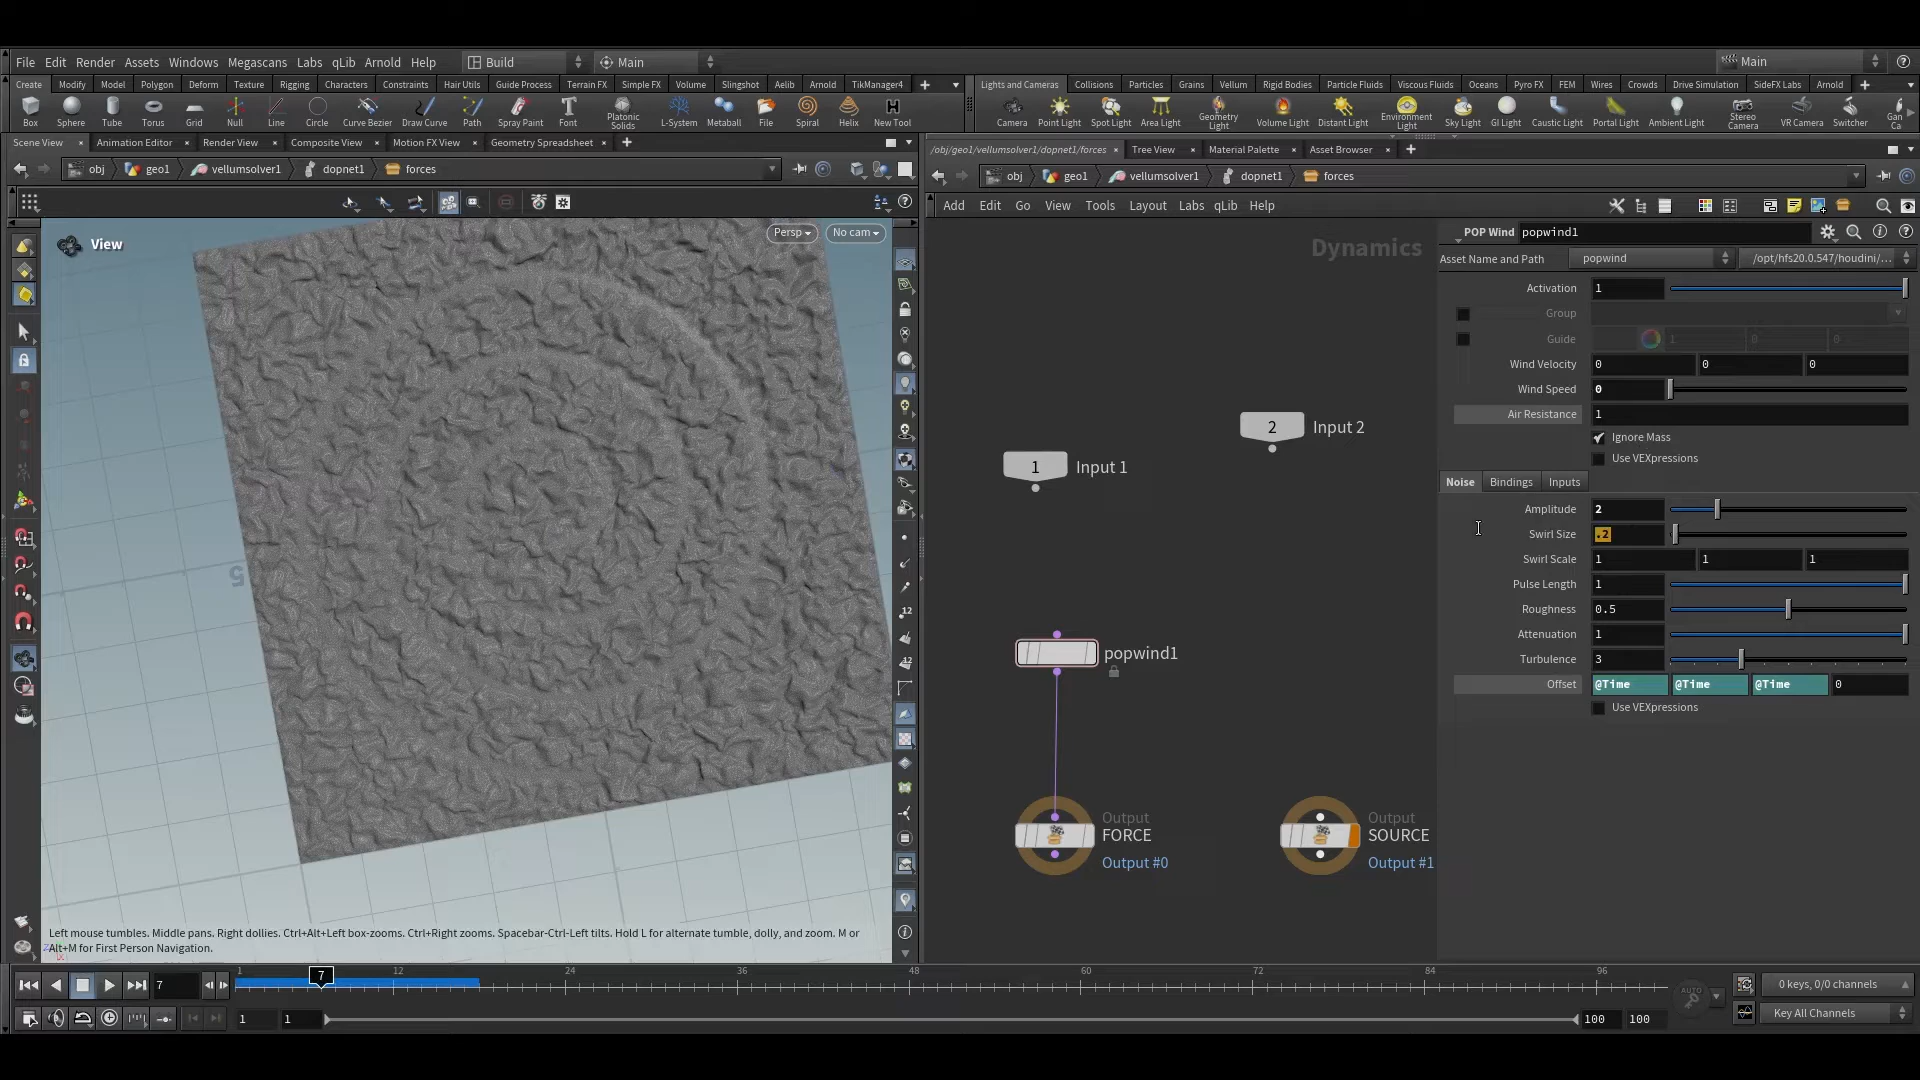 File Edit Render Assets Windows Megascans Labs qLib Arnold Help Build Main Main
Create Modify Model Polygon Deform Texture Rigging Characters Constraints Hair Utils Guide Process Terrain FX Simple FX Volume Slingshot Aelib Arnold TikManager4
Box Sphere Tube Torus Grid Null Line Circle Curve Bezier Draw Curve Path Spray Paint Font Platonic Solids L-System Metaball File Spiral Helix New Tool
Lights and Cameras Collisions Particles Grains Vellum Rigid Bodies Particle Fluids Viscous Fluids Oceans Pyro FX FEM Wires Crowds Drive Simulation SideFX Labs Arnold
Camera Point Light Spot Light Area Light Geometry Light Volume Light Distant Light Environment Light Sky Light GI Light Caustic Light Portal Light Ambient Light Stereo Camera VR Camera Switcher Gan Ca
Scene View Animation Editor Render View Composite View Motion FX View Geometry Spreadsheet
obj geo1 vellumsolver1 dopnet1 forces
View
Persp No cam
5
12
12
Left mouse tumbles. Middle pans. Right dollies. Ctrl+Alt+Left box-zooms. Ctrl+Right zooms. Spacebar-Ctrl-Left tilts. Hold L for alternate tumble, dolly, and zoom. M or
Alt+M for First Person Navigation.
/obj/geo1/vellumsolver1/dopnet1/forces Tree View Material Palette Asset Browser
obj geo1 vellumsolver1 dopnet1 forces
Add Edit Go View Tools Layout Labs qLib Help
Dynamics
1 Input 1
2 Input 2
popwind1
Output
FORCE
Output #0
Output
SOURCE
Output #1
POP Wind popwind1
Asset Name and Path popwind /opt/hfs20.0.547/houdini/...
Activation 1
Group
Guide 1 0 0
Wind Velocity 0 0 0
Wind Speed 0
Air Resistance 1
Ignore Mass
Use VEXpressions
Noise Bindings Inputs
Amplitude 2
Swirl Size .2
Swirl Scale 1 1 1
Pulse Length 1
Roughness 0.5
Attenuation 1
Turbulence 3
Offset @Time @Time @Time 0
Use VEXpressions
7
1 7 12 24 36 48 60 72 84 96
AUTO
0 keys, 0/0 channels
1 1 100 100
Key All Channels